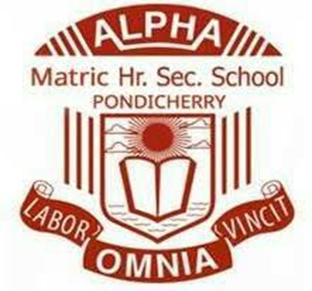 ALPHA
Matric Hr. Sec. School
PONDICHERRY
LABOR OMNIA VINCIT